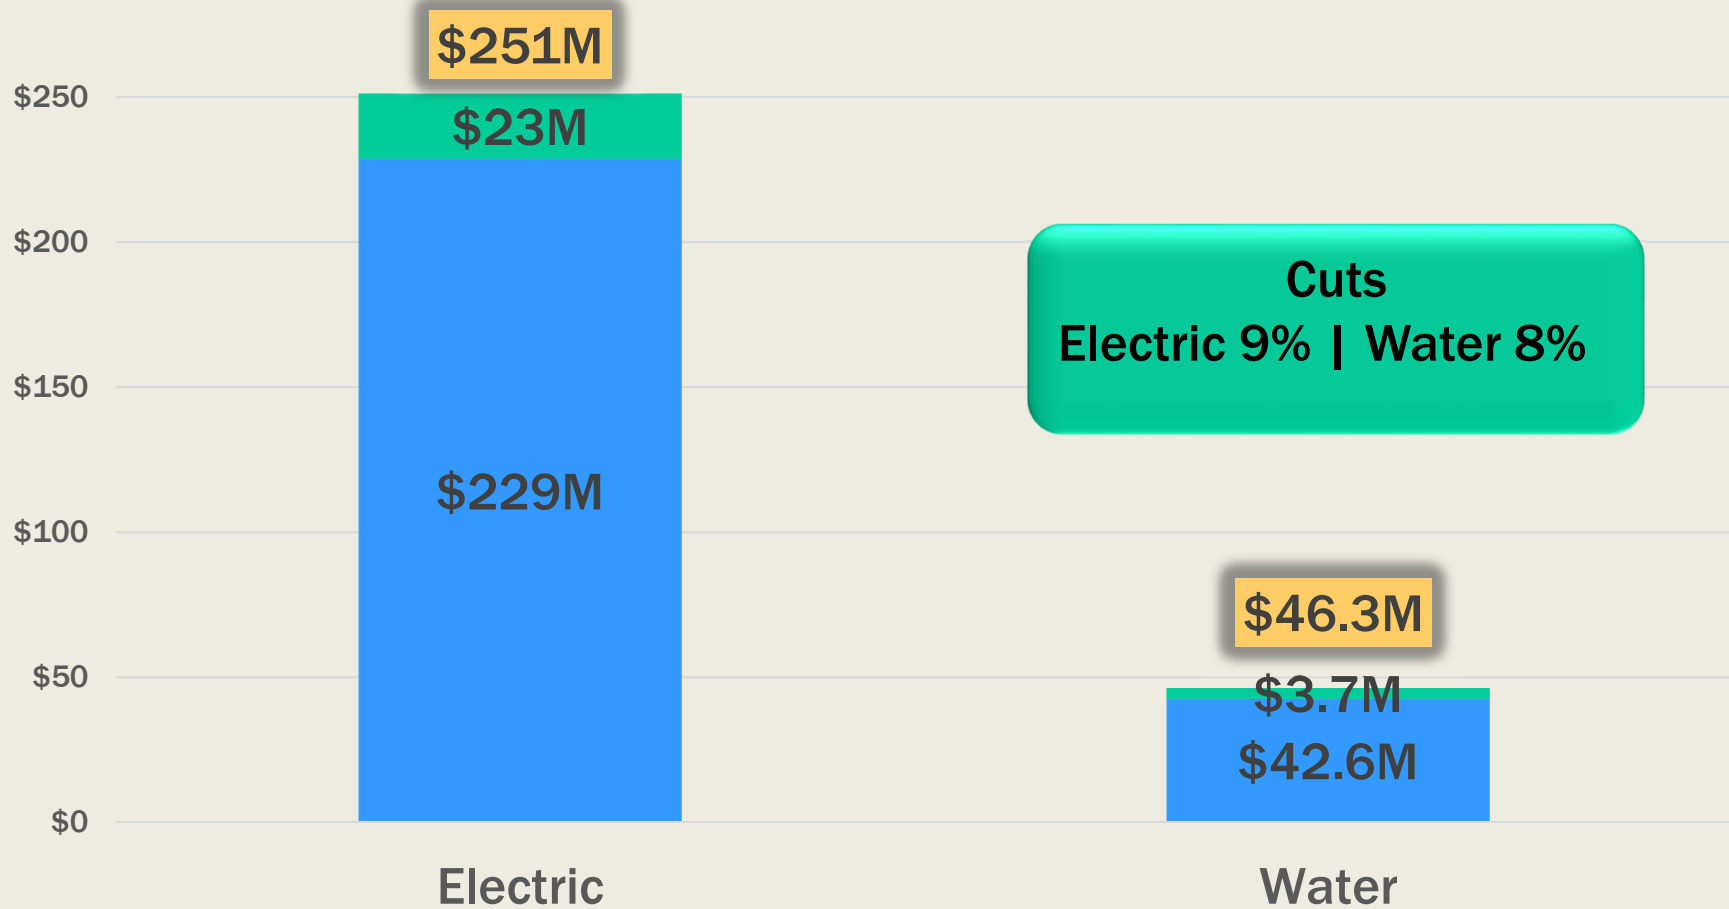 $251M
$250
$23M
$200
Cuts
Electric 9% | Water 8%
$150
$229M
$100
$46.3M
$50
$3.7M
$42.6M
$0
Electric
Water